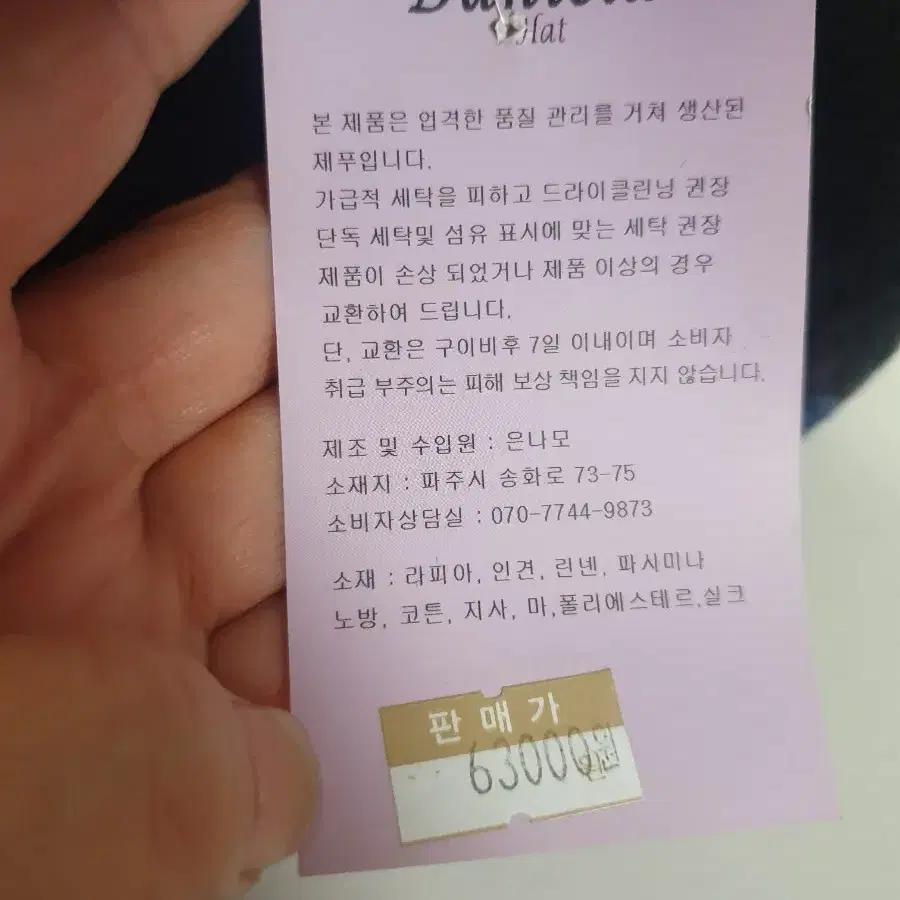 Hat
본 제품은 업격한 품질 관리를 거쳐 생산된
제푸입니다.
가급적 세탁을 피하고 드라이클린닝 권장
단독 세탁및 섬유 표시에 맞는 세탁 권장
제품이 손상 되었거나 제품 이상의 경우
교환하여 드립니다.
단, 교환은 구이비후 7일 이내이며 소비자
취급 부주의는 피해 보상 책임을 지지 않습니다.
제조 및 수입원 : 은나모
소재지 : 파주시 송화로 73-75
소비자상담실 : 070-7744-9873
소재 : 라피아, 인견, 린넨, 파시미냐
노방, 코튼, 지사, 마,폴리에스테르,실크
판매가
63000원